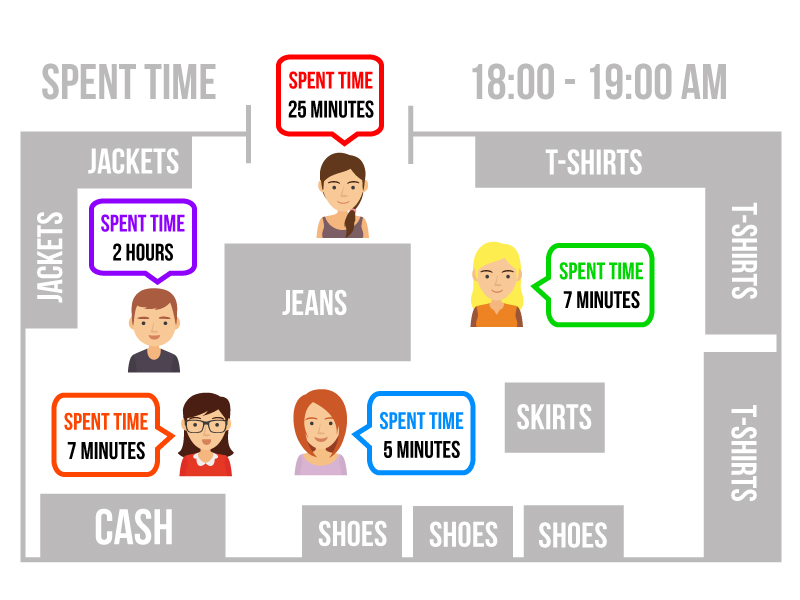 SPENT TIME
18:00 - 19:00 AM
SPENT TIME
25 MINUTES
JACKETS
T-SHIRTS
JACKETS
SPENT TIME
2 HOURS
T-SHIRTS
JEANS
SPENT TIME
7 MINUTES
SPENT TIME
7 MINUTES
SPENT TIME
5 MINUTES
SKIRTS
T-SHIRTS
CASH
SHOES
SHOES
SHOES